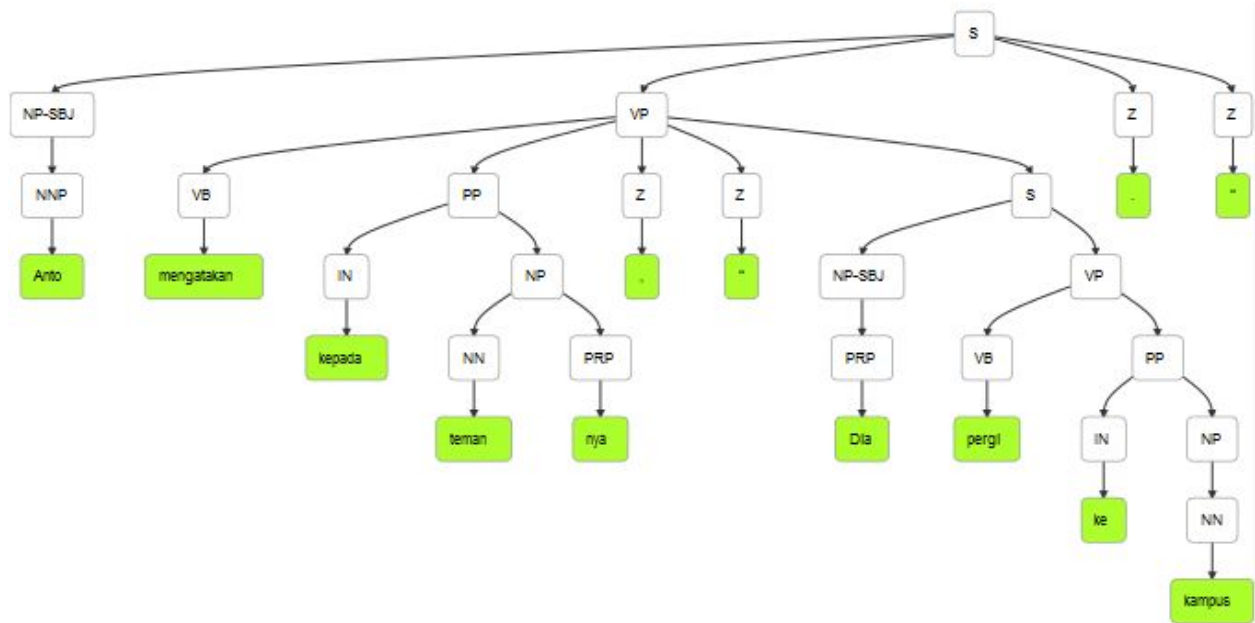 S
NP-SBJ VP Z Z
NNP VB PP Z Z S . "
Anto mengatakan IN NP , " NP-SBJ VP
kepada NN PRP PRP VB PP
teman nya Dia pergi IN NP
ke NN
kampus